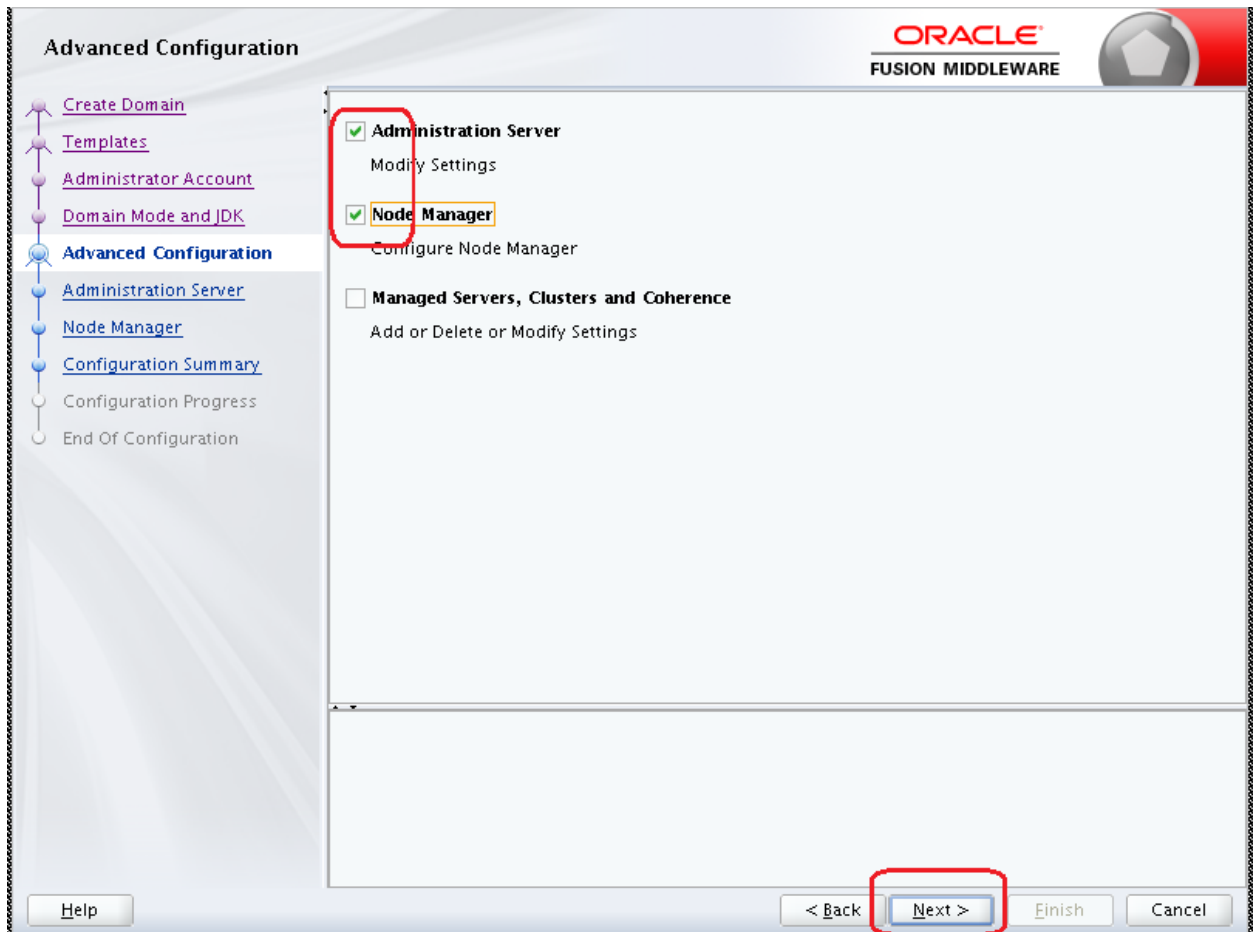 Advanced Configuration
ORACLE
FUSION MIDDLEWARE
Create Domain
Templates
Administrator Account
Domain Mode and JDK
Advanced Configuration
Administration Server
Node Manager
Configuration Summary
Configuration Progress
End Of Configuration
Administration Server
Modify Settings
Node Manager
Configure Node Manager
Managed Servers, Clusters and Coherence
Add or Delete or Modify Settings
Help
< Back
Next >
Finish
Cancel